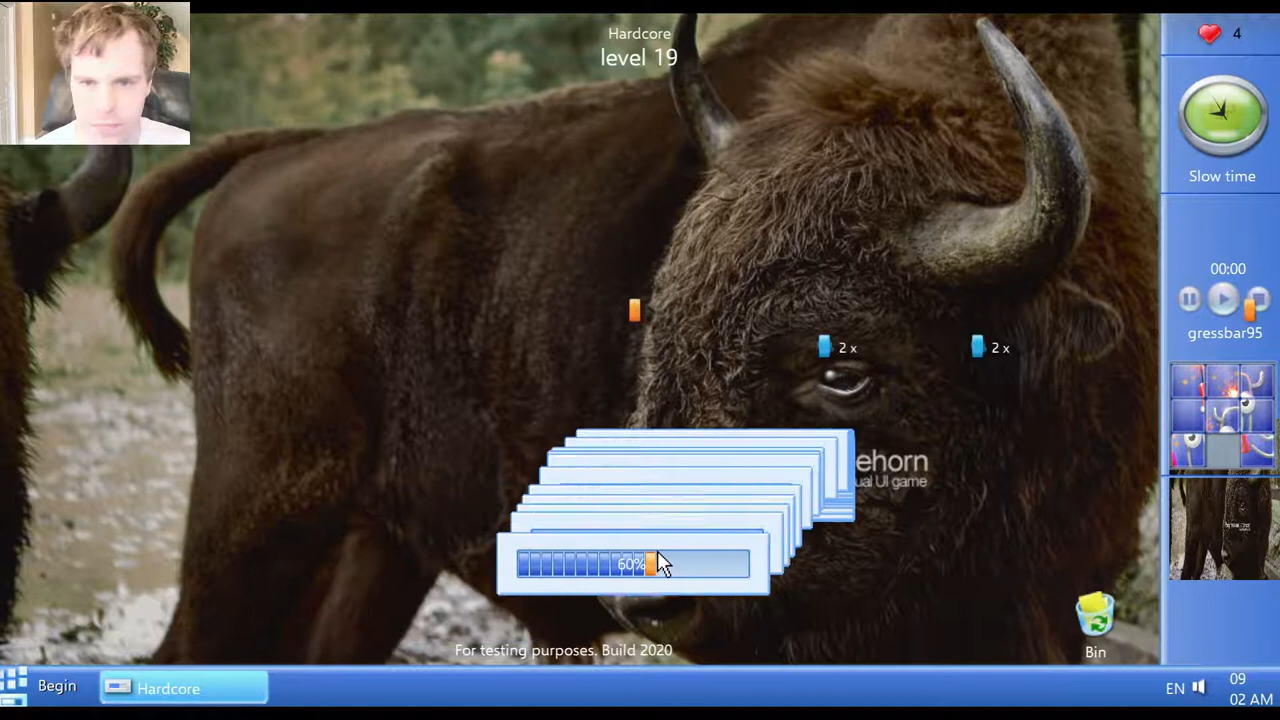 Hardcore
level 19
4
Slow time
00:00
gressbar95
2 x
2 x
ehorn
ual UI game
60%
For testing purposes. Build 2020
Bin
Begin
Hardcore
EN
09
02 AM